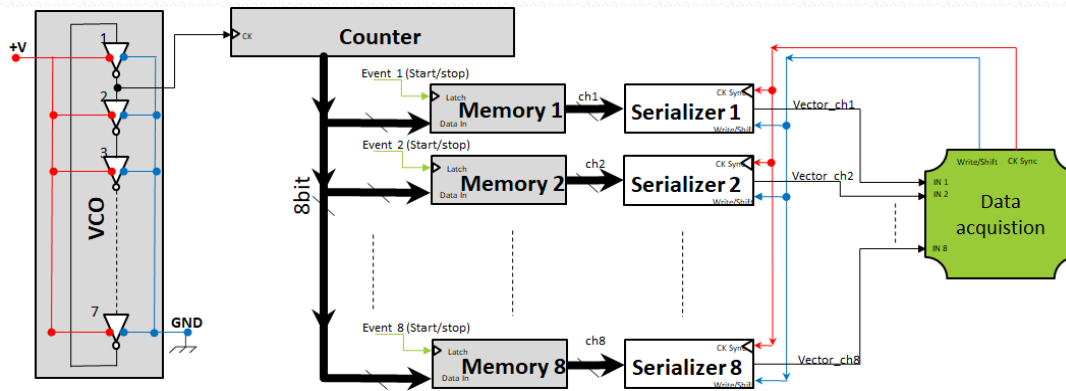 +V
1
2
3
7
VCO
GND
CK
Counter
8bit
Event_1 (Start/stop)
Latch
Memory 1
Data In
ch1
CK Sync
Serializer 1
Write/Shift
Vector_ch1
Event_2 (Start/stop)
Latch
Memory 2
Data In
ch2
CK Sync
Serializer 2
Write/Shift
Vector_ch2
Event_8 (Start/stop)
Latch
Memory 8
Data In
ch8
CK Sync
Serializer 8
Write/Shift
Vector_ch8
Write/Shift CK Sync
IN 1
IN 2
IN 8
Data
acquistion